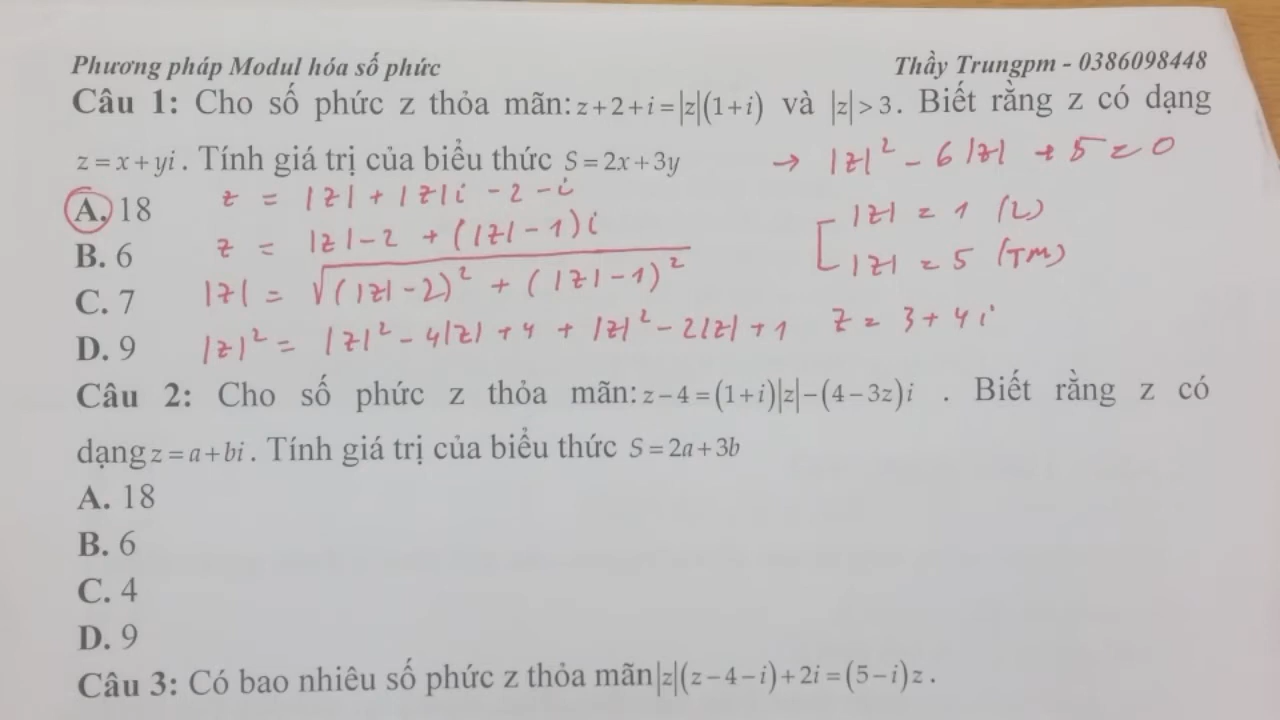 Phương pháp Modul hóa số phức Thầy Trungpm - 0386098448
Câu 1: Cho số phức z thỏa mãn: z+2+i=|z|(1+i) và |z|>3. Biết rằng z có dạng
z=x+yi. Tính giá trị của biểu thức S=2x+3y → |z|² - 6|z| + 5 = 0
A. 18 z = |z| + |z|i - 2 - i |z| = 1 (L)
B. 6 z = |z| - 2 + (|z| - 1)i |z| = 5 (TM)
C. 7 |z| = √((|z| - 2)² + (|z| - 1)²)
D. 9 |z|² = |z|² - 4|z| + 4 + |z|² - 2|z| + 1 z = 3 + 4i
Câu 2: Cho số phức z thỏa mãn: z-4=(1+i)|z|-(4-3z)i . Biết rằng z có
dạng z=a+bi. Tính giá trị của biểu thức S=2a+3b
A. 18
B. 6
C. 4
D. 9
Câu 3: Có bao nhiêu số phức z thỏa mãn |z|(z-4-i)+2i=(5-i)z.